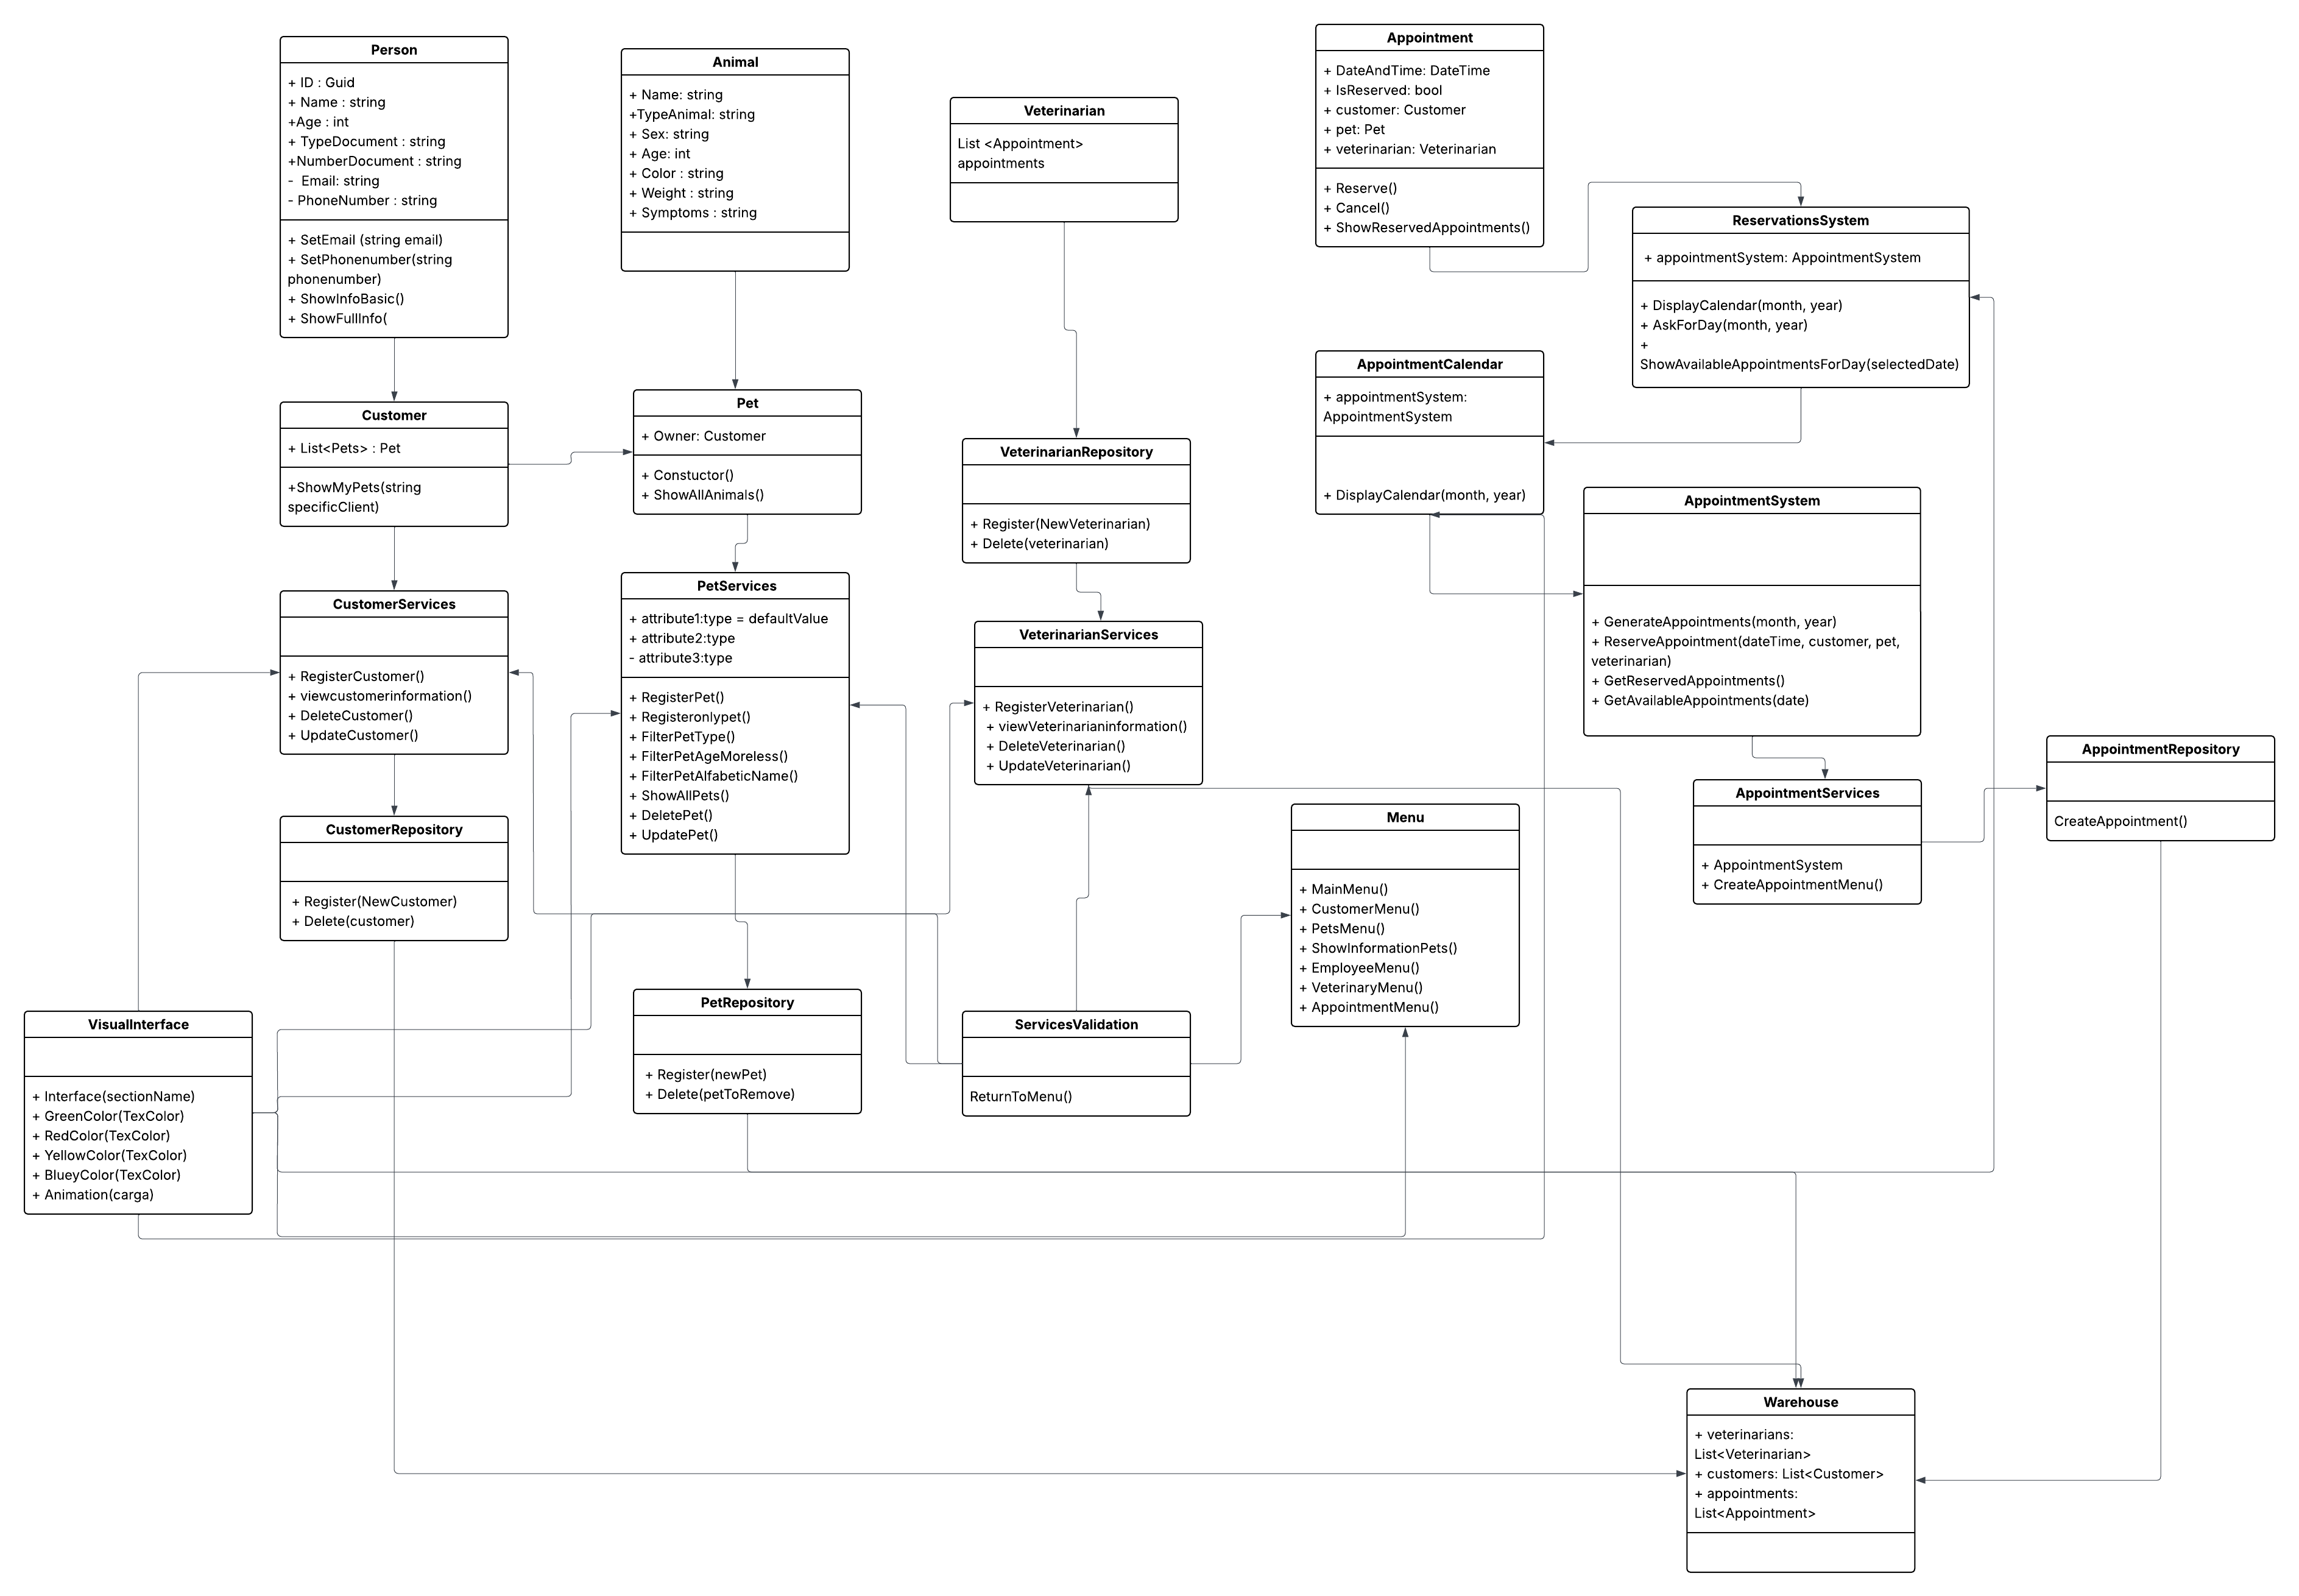 Person
+ ID : Guid
+ Name : string
+Age : int
+ TypeDocument : string
+NumberDocument : string
-  Email: string
- PhoneNumber : string
+ SetEmail (string email)
+ SetPhonenumber(string
phonenumber)
+ ShowInfoBasic()
+ ShowFullInfo(
Animal
+ Name: string
+TypeAnimal: string
+ Sex: string
+ Age: int
+ Color : string
+ Weight : string
+ Symptoms : string
Veterinarian
List <Appointment>
appointments
Appointment
+ DateAndTime: DateTime
+ IsReserved: bool
+ customer: Customer
+ pet: Pet
+ veterinarian: Veterinarian
+ Reserve()
+ Cancel()
+ ShowReservedAppointments()
ReservationsSystem
+ appointmentSystem: AppointmentSystem
+ DisplayCalendar(month, year)
+ AskForDay(month, year)
+
ShowAvailableAppointmentsForDay(selectedDate)
AppointmentCalendar
+ appointmentSystem:
AppointmentSystem
+ DisplayCalendar(month, year)
Customer
+ List<Pets> : Pet
+ShowMyPets(string
specificClient)
Pet
+ Owner: Customer
+ Constuctor()
+ ShowAllAnimals()
VeterinarianRepository
+ Register(NewVeterinarian)
+ Delete(veterinarian)
AppointmentSystem
+ GenerateAppointments(month, year)
+ ReserveAppointment(dateTime, customer, pet,
veterinarian)
+ GetReservedAppointments()
+ GetAvailableAppointments(date)
CustomerServices
+ RegisterCustomer()
+ viewcustomerinformation()
+ DeleteCustomer()
+ UpdateCustomer()
PetServices
+ attribute1:type = defaultValue
+ attribute2:type
- attribute3:type
+ RegisterPet()
+ Registeronlypet()
+ FilterPetType()
+ FilterPetAgeMoreless()
+ FilterPetAlfabeticName()
+ ShowAllPets()
+ DeletePet()
+ UpdatePet()
VeterinarianServices
+ RegisterVeterinarian()
+ viewVeterinarianinformation()
+ DeleteVeterinarian()
+ UpdateVeterinarian()
AppointmentRepository
CreateAppointment()
AppointmentServices
+ AppointmentSystem
+ CreateAppointmentMenu()
CustomerRepository
+ Register(NewCustomer)
+ Delete(customer)
Menu
+ MainMenu()
+ CustomerMenu()
+ PetsMenu()
+ ShowInformationPets()
+ EmployeeMenu()
+ VeterinaryMenu()
+ AppointmentMenu()
PetRepository
+ Register(newPet)
+ Delete(petToRemove)
VisualInterface
+ Interface(sectionName)
+ GreenColor(TexColor)
+ RedColor(TexColor)
+ YellowColor(TexColor)
+ BlueyColor(TexColor)
+ Animation(carga)
ServicesValidation
ReturnToMenu()
Warehouse
+ veterinarians:
List<Veterinarian>
+ customers: List<Customer>
+ appointments:
List<Appointment>